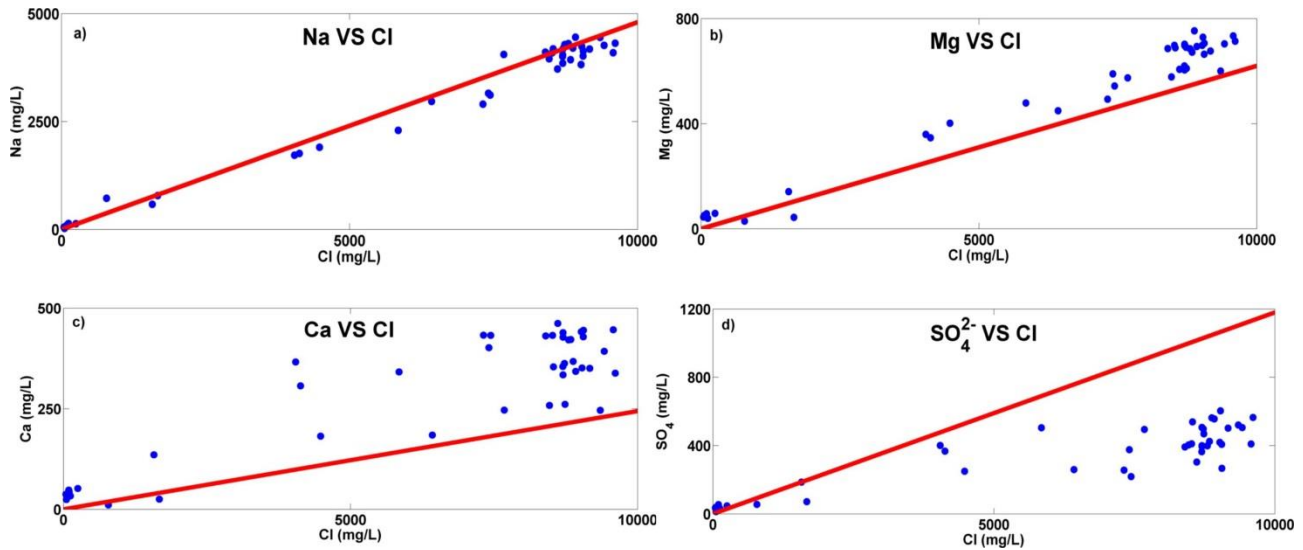 a)
Na VS Cl
5000
2500
0
Na (mg/L)
0
5000
10000
Cl (mg/L)
b)
Mg VS Cl
800
400
0
Mg (mg/L)
0
5000
10000
Cl (mg/L)
c)
Ca VS Cl
500
250
0
Ca (mg/L)
0
5000
10000
Cl (mg/L)
d)
SO₄²⁻ VS Cl
1200
800
400
0
SO₄ (mg/L)
0
5000
10000
Cl (mg/L)